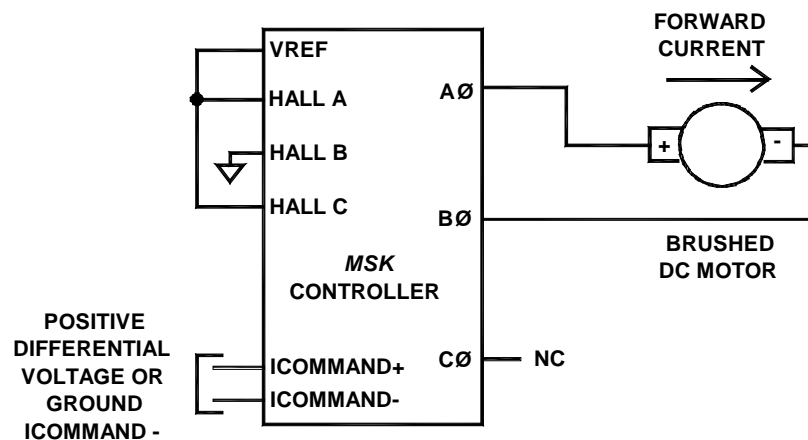 FORWARD
CURRENT
VREF
HALL A
AØ
HALL B
+
-
HALL C
BØ
MSK
CONTROLLER
BRUSHED
DC MOTOR
POSITIVE
DIFFERENTIAL
VOLTAGE OR
GROUND
ICOMMAND -
ICOMMAND+
ICOMMAND-
CØ
NC